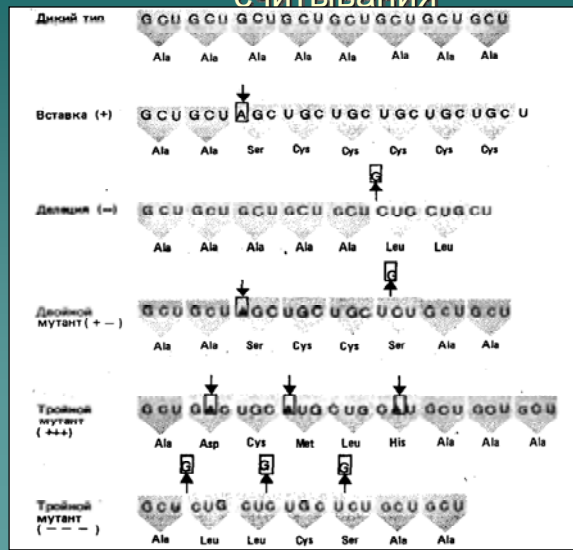 считывания
Дикий тип GCU GCU GCU GCU GCU GCU GCU GCU
Ala Ala Ala Ala Ala Ala Ala Ala
Вставка (+) GCU GCU AGC UGC UGC UGC UGC UGC U
Ala Ala Ser Cys Cys Cys Cys Cys
G
Делеция (—) GCU GCU GCU GCU GCU CUG CUGCU
Ala Ala Ala Ala Ala Leu Leu
G
Двойной
мутант (+ —) GCU GCU AGC UGC UGC UCU GCU GCU
Ala Ala Ser Cys Cys Ser Ala Ala
Тройной
мутант
(+++) GCU GAC UGC AUG CUG CAU GCU GCU GCU
Ala Asp Cys Met Leu His Ala Ala Ala
G G G
Тройной
мутант
(— — —) GCU CUG CUC UGC UCU GCU GCU
Ala Leu Leu Cys Ser Ala Ala